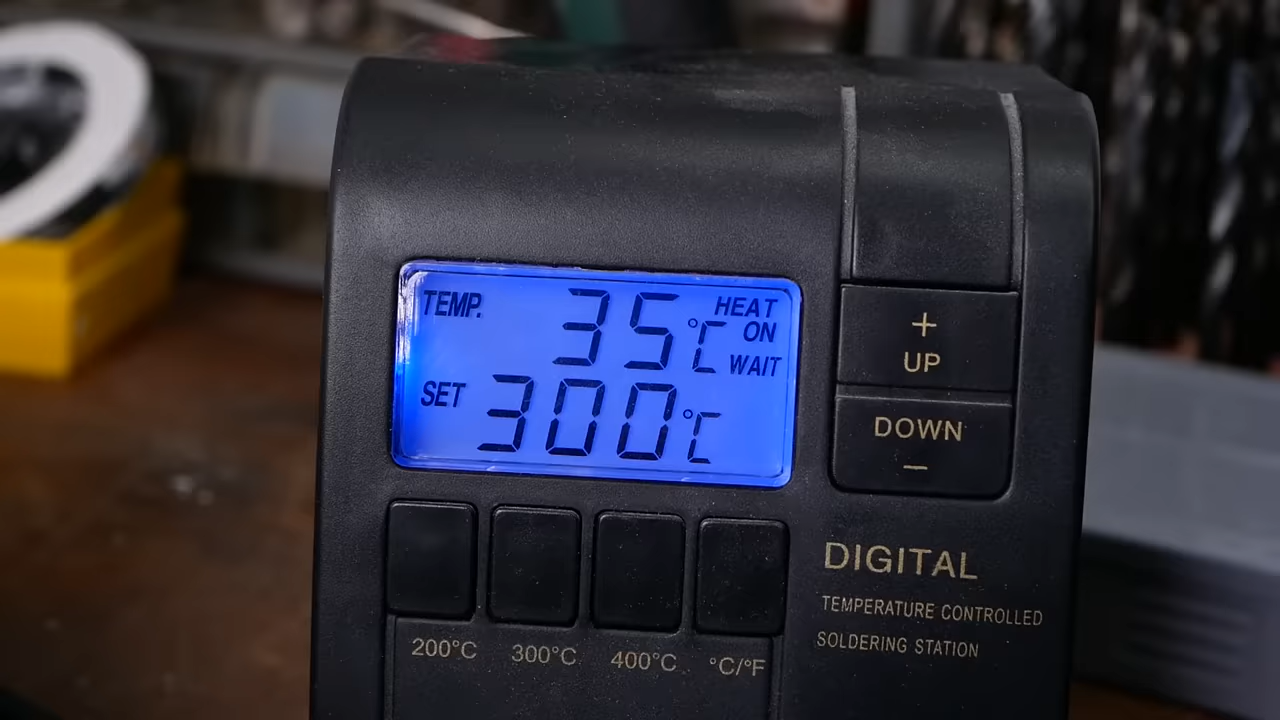 TEMP. 35°C HEAT ON WAIT
SET 300°C
+
UP
DOWN
–
200°C 300°C 400°C °C/°F
DIGITAL
TEMPERATURE CONTROLLED
SOLDERING STATION